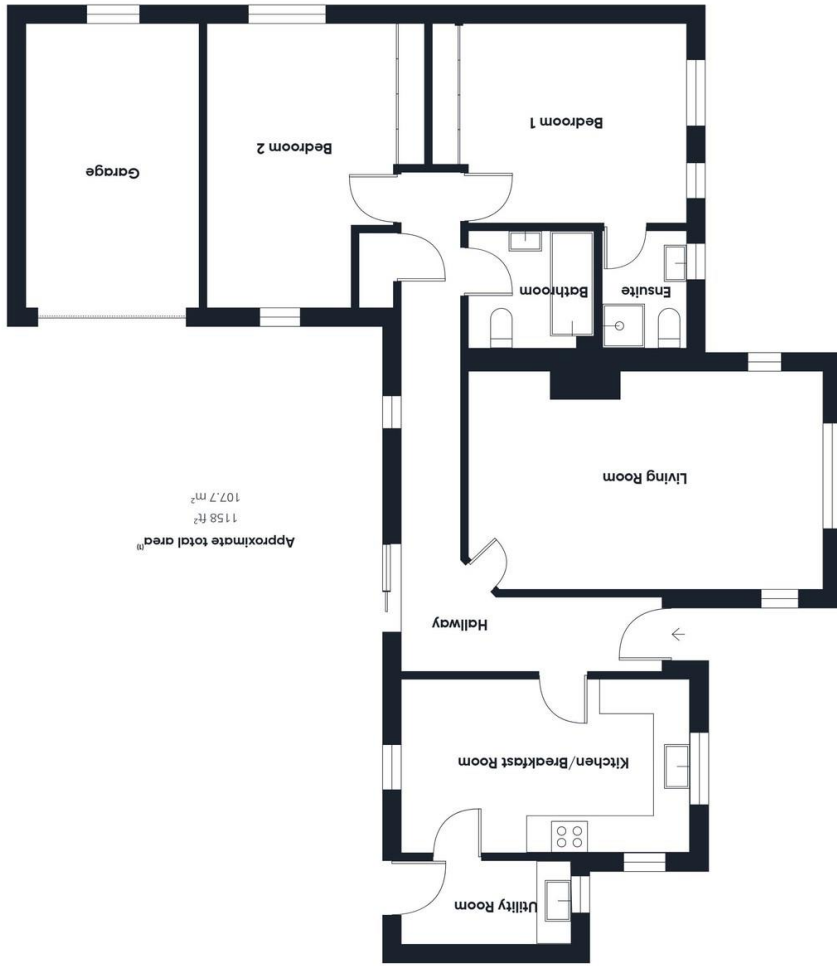 Utility Room
Kitchen/Breakfast Room
Hallway
Living Room
Approximate total area⁽¹⁾
1158 ft²
107.7 m²
Ensuite
Bathroom
Bedroom 1
Bedroom 2
Garage